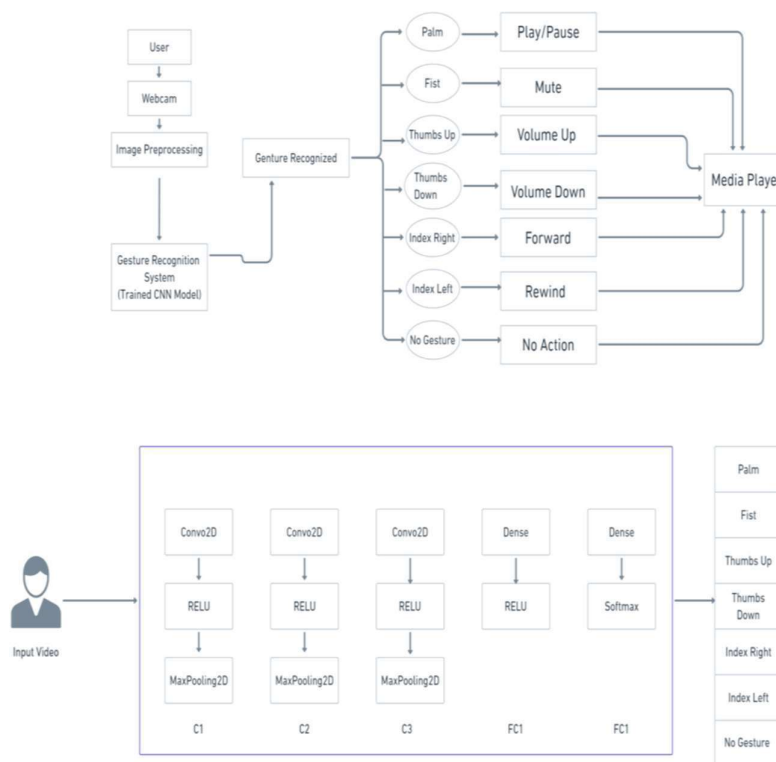 User
Webcam
Image Preprocessing
Gesture Recognition
System
(Trained CNN Model)
Genture Recognized
Palm
Play/Pause
Fist
Mute
Thumbs Up
Volume Up
Thumbs
Down
Volume Down
Index Right
Forward
Index Left
Rewind
No Gesture
No Action
Media Playe
Input Video
Convo2D
RELU
MaxPooling2D
C1
Convo2D
RELU
MaxPooling2D
C2
Convo2D
RELU
MaxPooling2D
C3
Dense
RELU
FC1
Dense
Softmax
FC1
Palm
Fist
Thumbs Up
Thumbs
Down
Index Right
Index Left
No Gesture